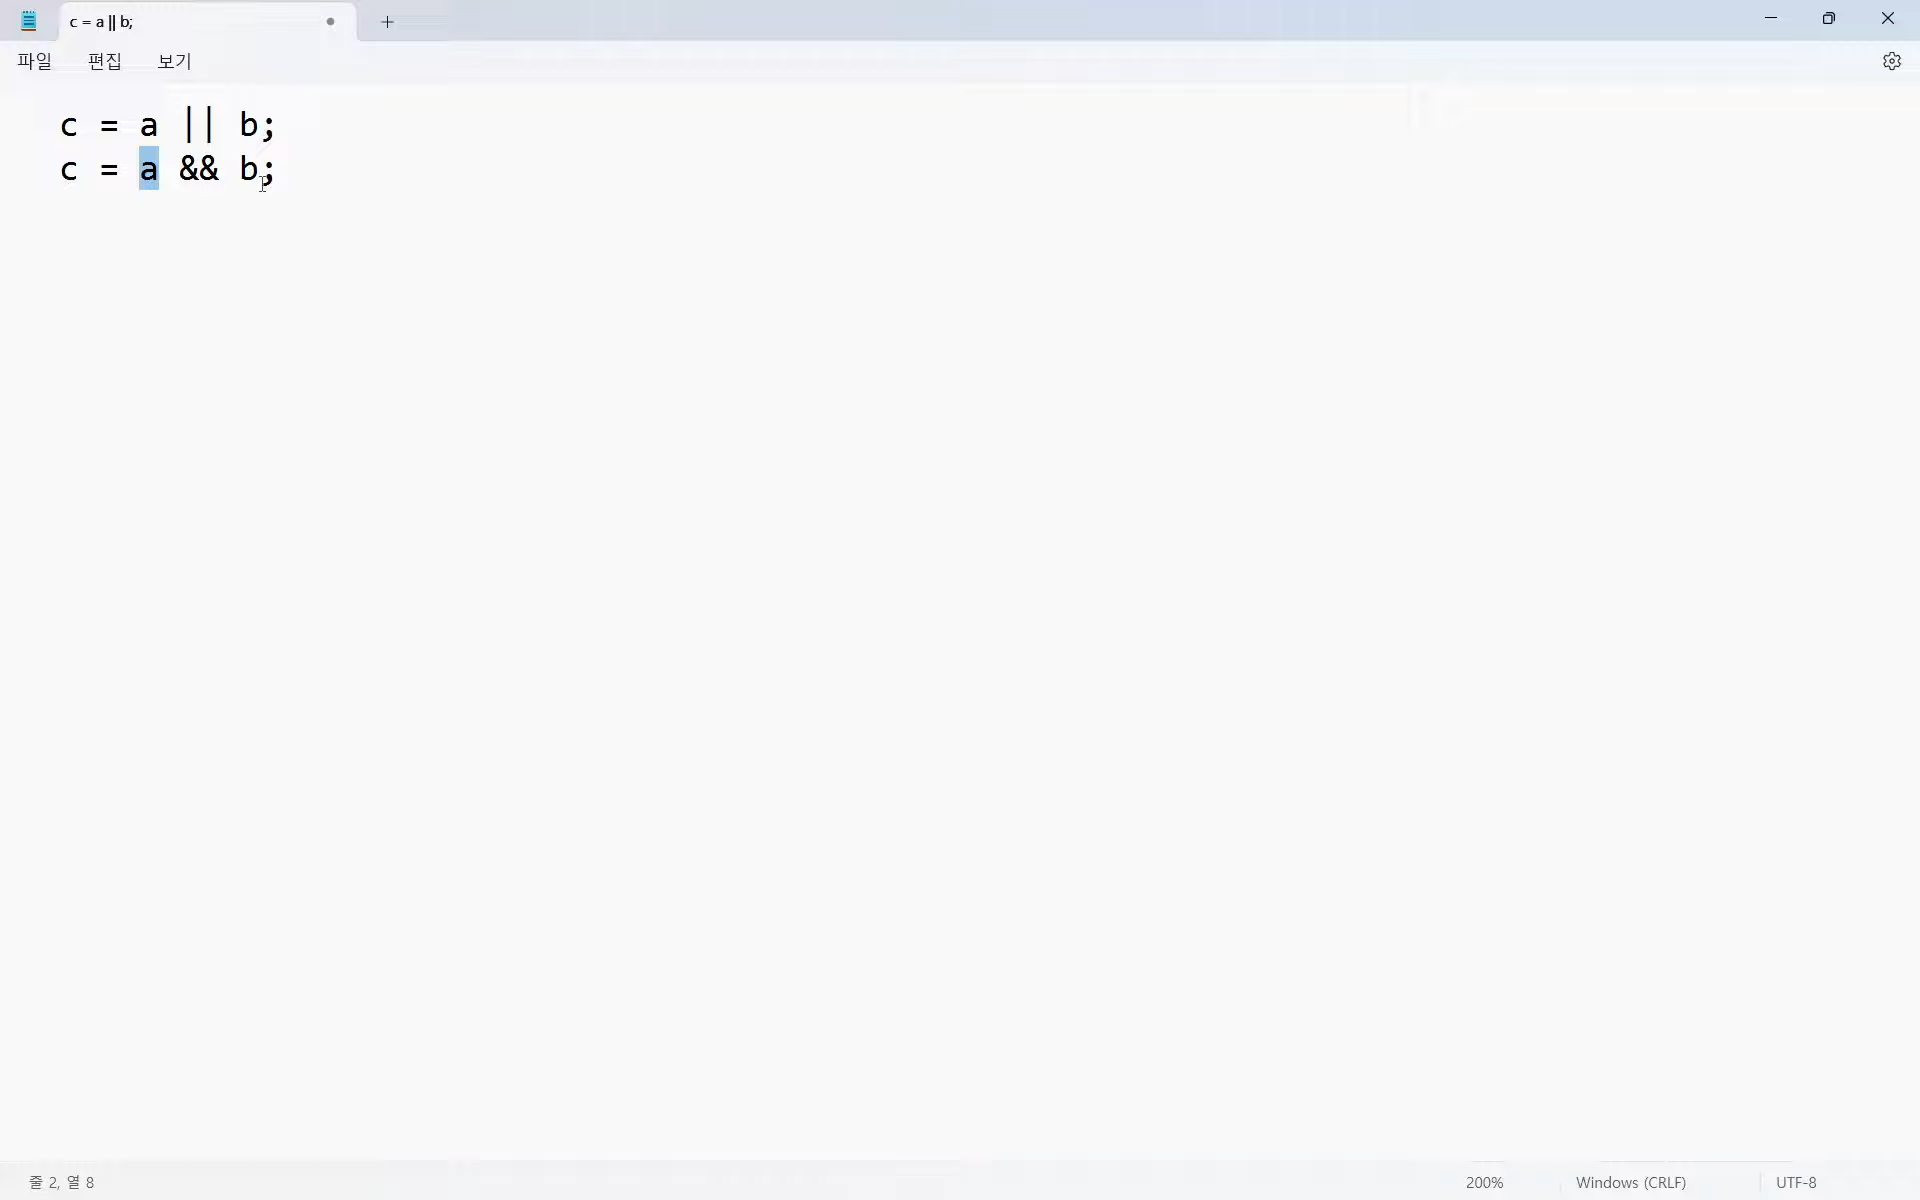 c = a || b;
파일 편집 보기
c = a || b;
c = a && b;
줄 2, 열 8 200% Windows (CRLF) UTF-8